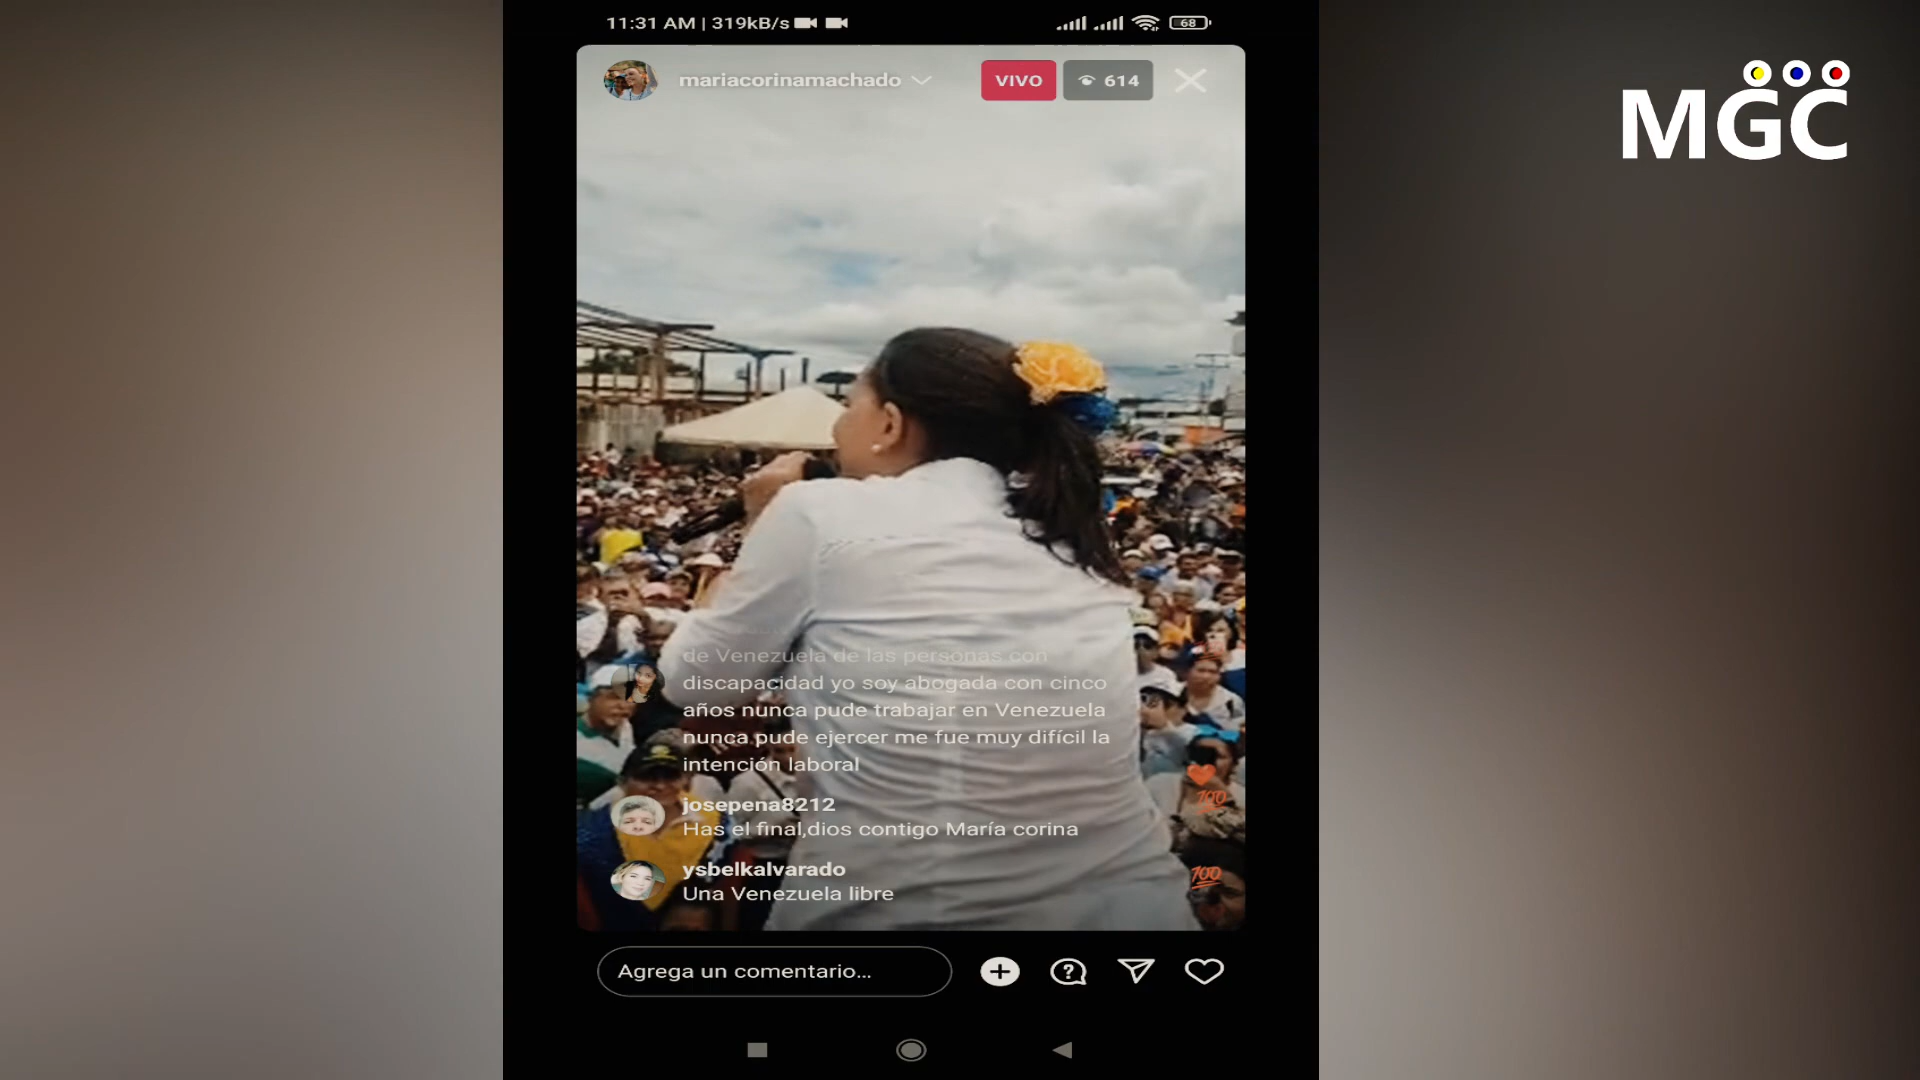 11:31 AM | 319kB/s
68
mariacorinamachado
VIVO
614
MGC
de Venezuela de las personas con
discapacidad yo soy abogada con cinco
años nunca pude trabajar en Venezuela
nunca pude ejercer me fue muy difícil la
intención laboral
josepena8212
Has el final,dios contigo María corina
100
ysbelkalvarado
Una Venezuela libre
100
Agrega un comentario...